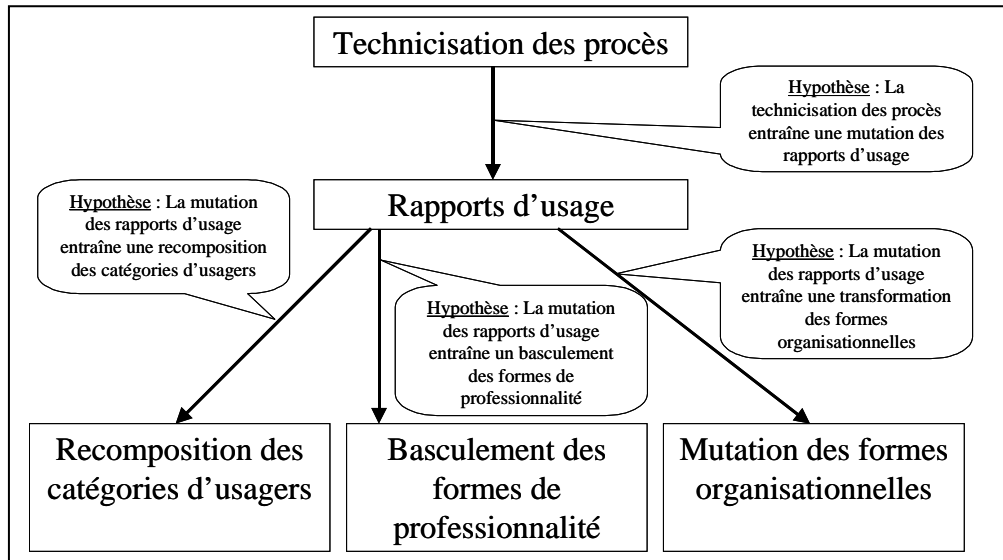 Technicisation des procès
Hypothèse : La
technicisation des procès
entraîne une mutation des
rapports d’usage
Rapports d’usage
Hypothèse : La mutation
des rapports d’usage
entraîne une recomposition
des catégories d’usagers
Hypothèse : La mutation
des rapports d’usage
entraîne un basculement
des formes de
professionnalité
Hypothèse : La mutation
des rapports d’usage
entraîne une transformation
des formes
organisationnelles
Recomposition des
catégories d’usagers
Basculement des
formes de
professionnalité
Mutation des formes
organisationnelles